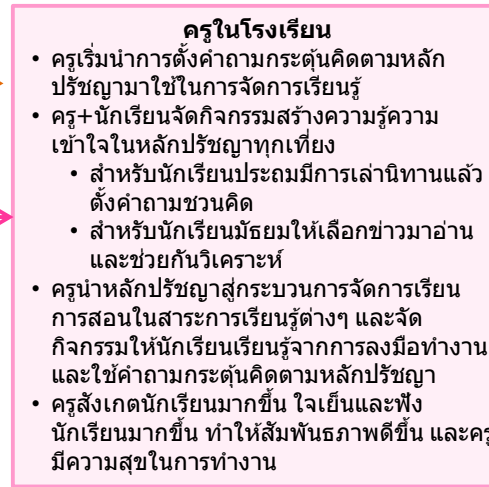 ครูในโรงเรียน
• ครูเริ่มนำการตั้งคำถามกระตุ้นคิดตามหลัก
ปรัชญามาใช้ในการจัดการเรียนรู้
• ครู+นักเรียนจัดกิจกรรมสร้างความรู้ความ
เข้าใจในหลักปรัชญาทุกเที่ยง
• สำหรับนักเรียนประถมมีการเล่านิทานแล้ว
ตั้งคำถามชวนคิด
• สำหรับนักเรียนมัธยมให้เลือกข่าวมาอ่าน
และช่วยกันวิเคราะห์
• ครูนำหลักปรัชญาสู่กระบวนการจัดการเรียน
การสอนในสาระการเรียนรู้ต่างๆ และจัด
กิจกรรมให้นักเรียนเรียนรู้จากการลงมือทำงาน
และใช้คำถามกระตุ้นคิดตามหลักปรัชญา
• ครูสังเกตนักเรียนมากขึ้น ใจเย็นและฟัง
นักเรียนมากขึ้น ทำให้สัมพันธภาพดีขึ้น และครู
มีความสุขในการทำงาน